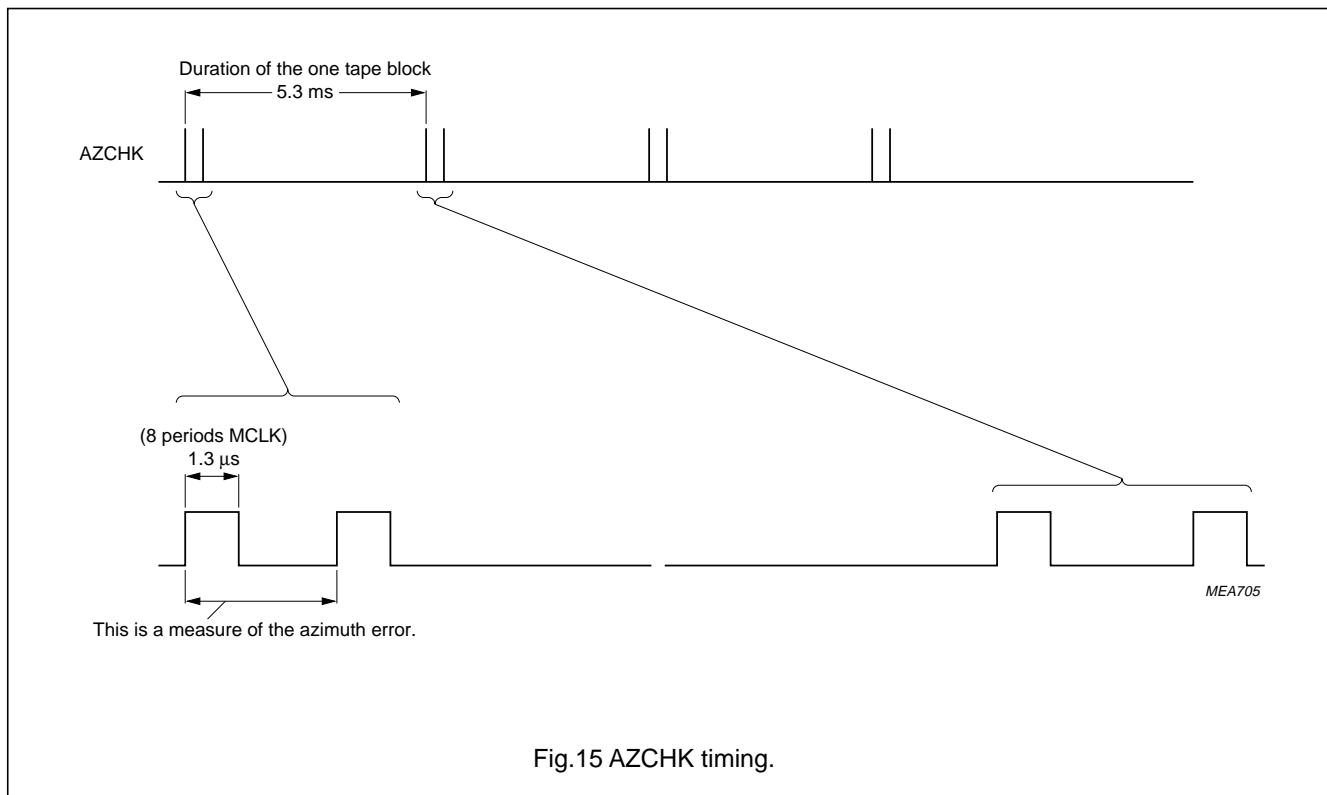 Duration of the one tape block
5.3 ms
AZCHK
(8 periods MCLK)
1.3 μs
MEA705
This is a measure of the azimuth error.
Fig.15 AZCHK timing.